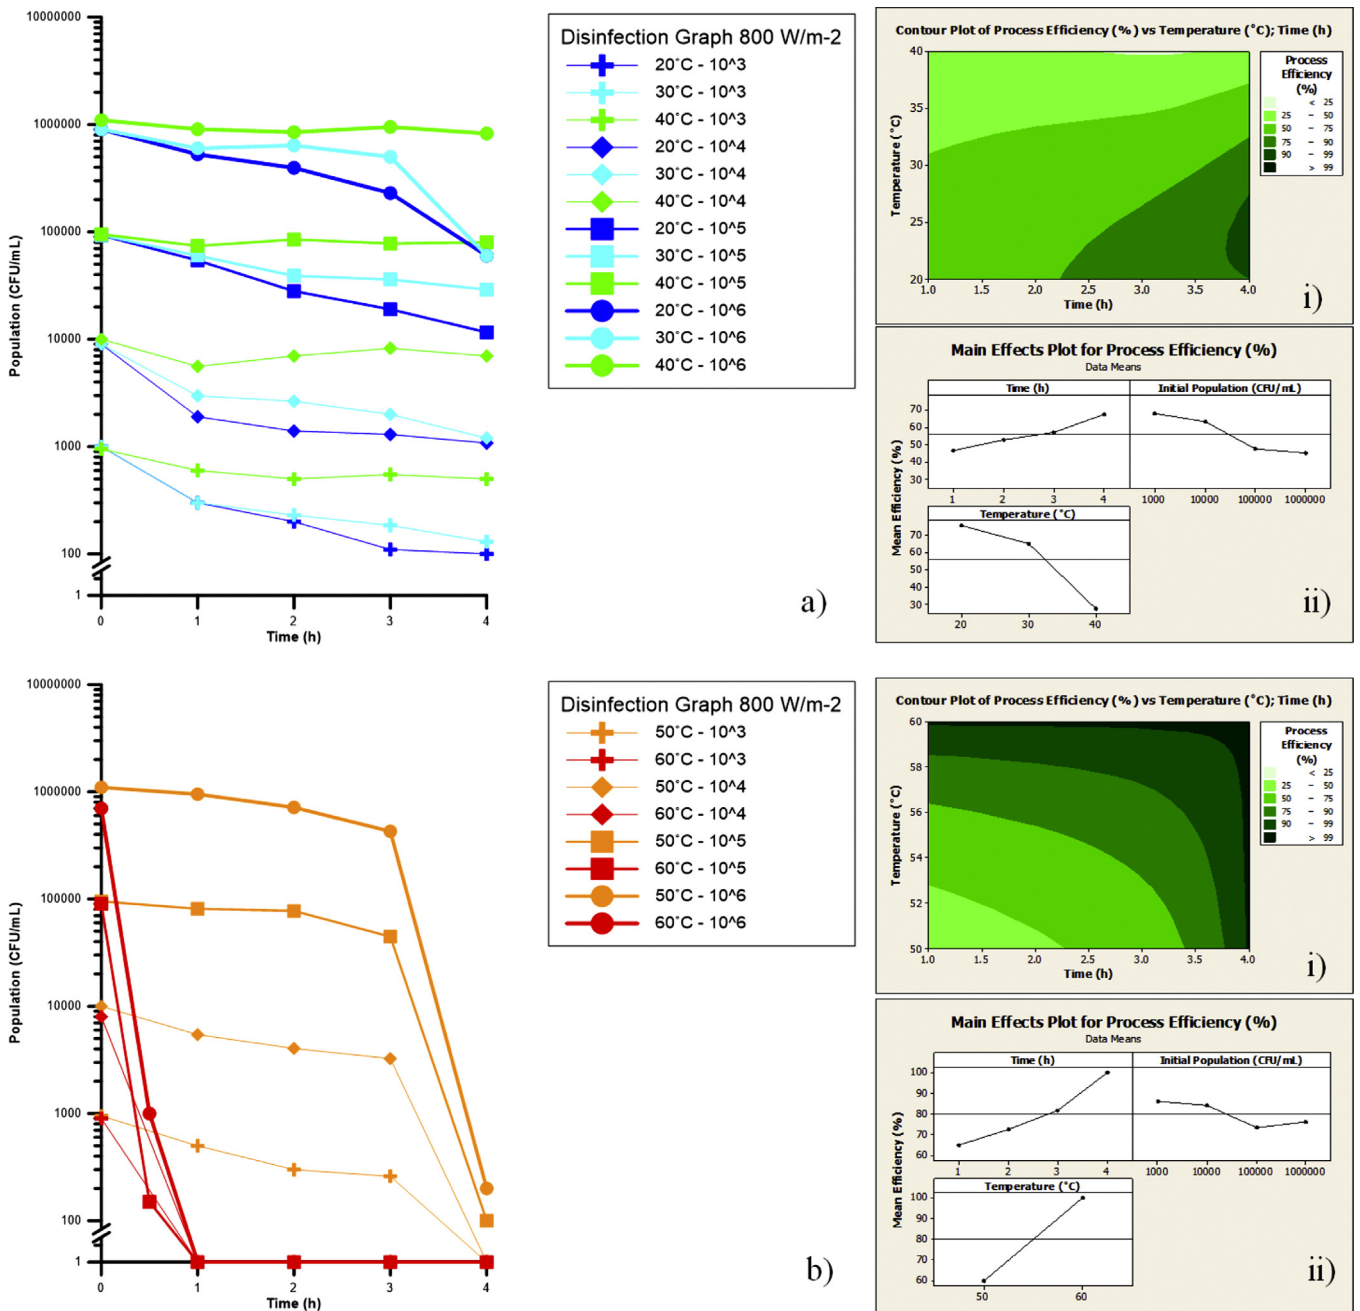 10000000
1000000
100000
10000
1000
100
1
Population (CFU/mL)
0 1 2 3 4
Time (h)
Disinfection Graph 800 W/m-2
20°C - 10^3
30°C - 10^3
40°C - 10^3
20°C - 10^4
30°C - 10^4
40°C - 10^4
20°C - 10^5
30°C - 10^5
40°C - 10^5
20°C - 10^6
30°C - 10^6
40°C - 10^6
a)
Contour Plot of Process Efficiency (%) vs Temperature (°C); Time (h)
40
35
30
25
20
Temperature (°C)
1.0 1.5 2.0 2.5 3.0 3.5 4.0
Time (h)
Process
Efficiency
(%)
< 25
25 – 50
50 – 75
75 – 90
90 – 99
> 99
i)
Main Effects Plot for Process Efficiency (%)
Data Means
Time (h) Initial Population (CFU/mL)
70
60
50
40
30
1 2 3 4 1000 10000 100000 1000000
Mean Efficiency (%)
Temperature (°C)
70
60
50
40
30
20 30 40
ii)
10000000
1000000
100000
10000
1000
100
1
Population (CFU/mL)
0 1 2 3 4
Time (h)
Disinfection Graph 800 W/m-2
50°C - 10^3
60°C - 10^3
50°C - 10^4
60°C - 10^4
50°C - 10^5
60°C - 10^5
50°C - 10^6
60°C - 10^6
b)
Contour Plot of Process Efficiency (%) vs Temperature (°C); Time (h)
60
58
56
54
52
50
Temperature (°C)
1.0 1.5 2.0 2.5 3.0 3.5 4.0
Time (h)
Process
Efficiency
(%)
< 25
25 – 50
50 – 75
75 – 90
90 – 99
> 99
i)
Main Effects Plot for Process Efficiency (%)
Data Means
Time (h) Initial Population (CFU/mL)
100
90
80
70
60
1 2 3 4 1000 10000 100000 1000000
Mean Efficiency (%)
Temperature (°C)
100
90
80
70
60
50 60
ii)